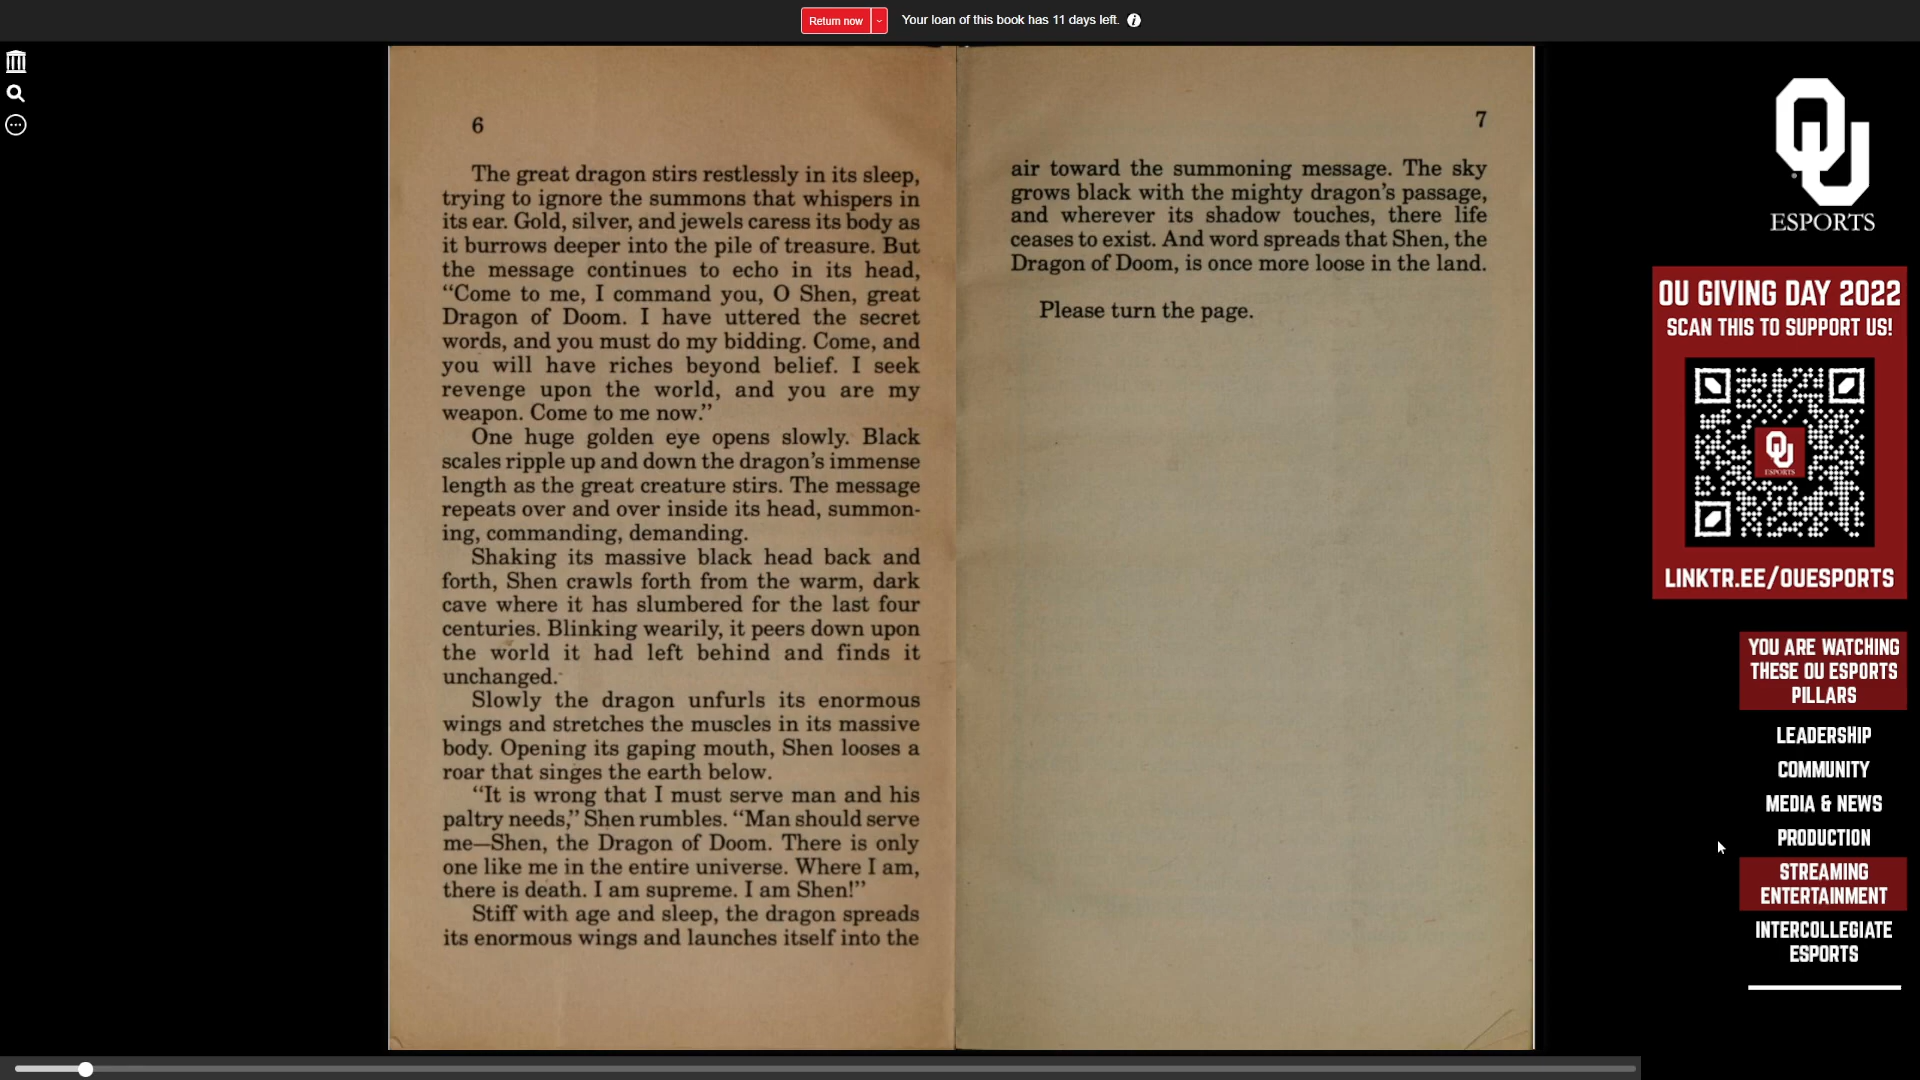 Return now
Your loan of this book has 11 days left.
6
The great dragon stirs restlessly in its sleep,
trying to ignore the summons that whispers in
its ear. Gold, silver, and jewels caress its body as
it burrows deeper into the pile of treasure. But
the message continues to echo in its head,
“Come to me, I command you, O Shen, great
Dragon of Doom. I have uttered the secret
words, and you must do my bidding. Come, and
you will have riches beyond belief. I seek
revenge upon the world, and you are my
weapon. Come to me now.”
One huge golden eye opens slowly. Black
scales ripple up and down the dragon’s immense
length as the great creature stirs. The message
repeats over and over inside its head, summon-
ing, commanding, demanding.
Shaking its massive black head back and
forth, Shen crawls forth from the warm, dark
cave where it has slumbered for the last four
centuries. Blinking wearily, it peers down upon
the world it had left behind and finds it
unchanged.
Slowly the dragon unfurls its enormous
wings and stretches the muscles in its massive
body. Opening its gaping mouth, Shen looses a
roar that singes the earth below.
“It is wrong that I must serve man and his
paltry needs,” Shen rumbles. “Man should serve
me—Shen, the Dragon of Doom. There is only
one like me in the entire universe. Where I am,
there is death. I am supreme. I am Shen!”
Stiff with age and sleep, the dragon spreads
its enormous wings and launches itself into the
7
air toward the summoning message. The sky
grows black with the mighty dragon’s passage,
and wherever its shadow touches, there life
ceases to exist. And word spreads that Shen, the
Dragon of Doom, is once more loose in the land.
Please turn the page.
OU
ESPORTS
OU GIVING DAY 2022
SCAN THIS TO SUPPORT US!
OU
ESPORTS
LINKTR.EE/OUESPORTS
YOU ARE WATCHING
THESE OU ESPORTS
PILLARS
LEADERSHIP
COMMUNITY
MEDIA & NEWS
PRODUCTION
STREAMING
ENTERTAINMENT
INTERCOLLEGIATE
ESPORTS